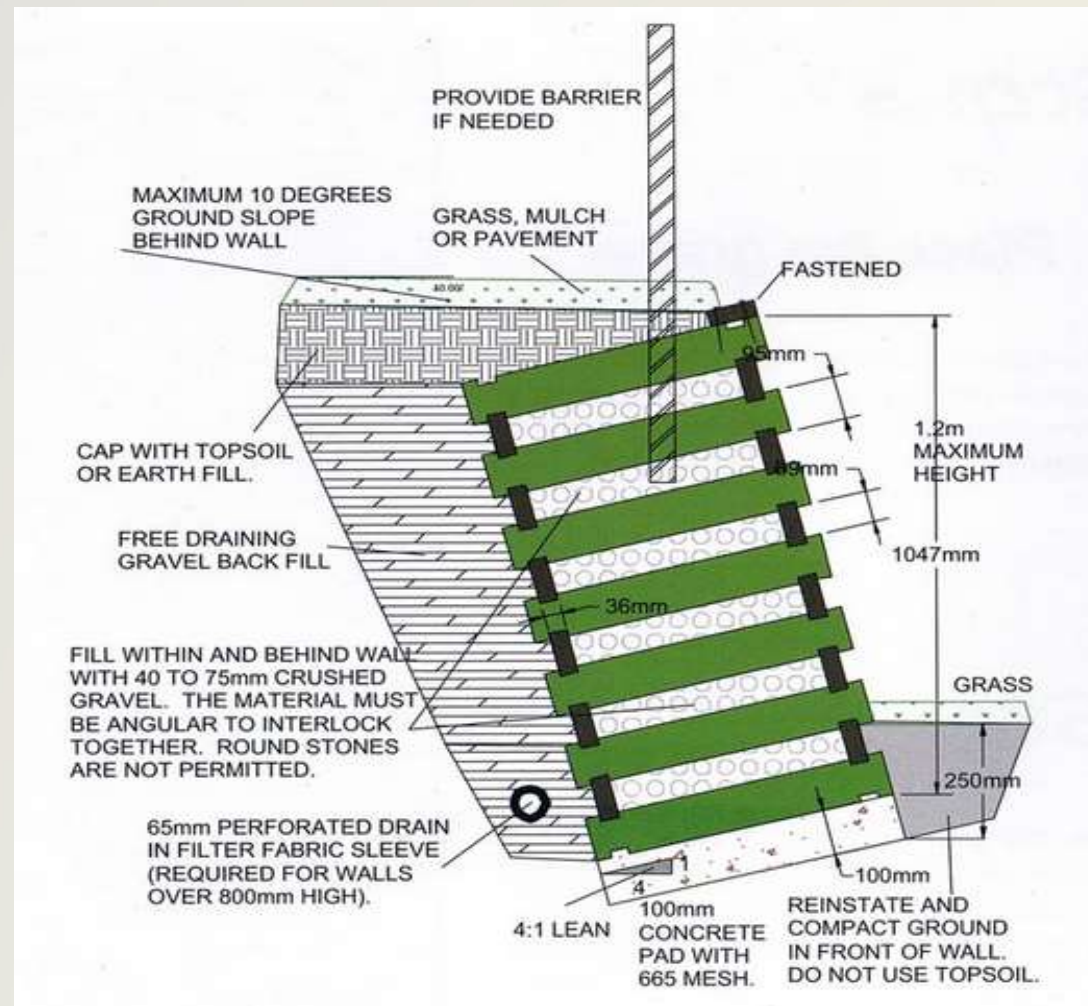 PROVIDE BARRIER
IF NEEDED
MAXIMUM 10 DEGREES
GROUND SLOPE
BEHIND WALL
GRASS, MULCH
OR PAVEMENT
FASTENED
95mm
1.2m
MAXIMUM
HEIGHT
CAP WITH TOPSOIL
OR EARTH FILL.
FREE DRAINING
GRAVEL BACK FILL
1047mm
36mm
FILL WITHIN AND BEHIND WALL
WITH 40 TO 75mm CRUSHED
GRAVEL. THE MATERIAL MUST
BE ANGULAR TO INTERLOCK
TOGETHER. ROUND STONES
ARE NOT PERMITTED.
GRASS
250mm
65mm PERFORATED DRAIN
IN FILTER FABRIC SLEEVE
(REQUIRED FOR WALLS
OVER 800mm HIGH).
1
4
4:1 LEAN
100mm
CONCRETE
PAD WITH
665 MESH.
100mm
REINSTATE AND
COMPACT GROUND
IN FRONT OF WALL.
DO NOT USE TOPSOIL.